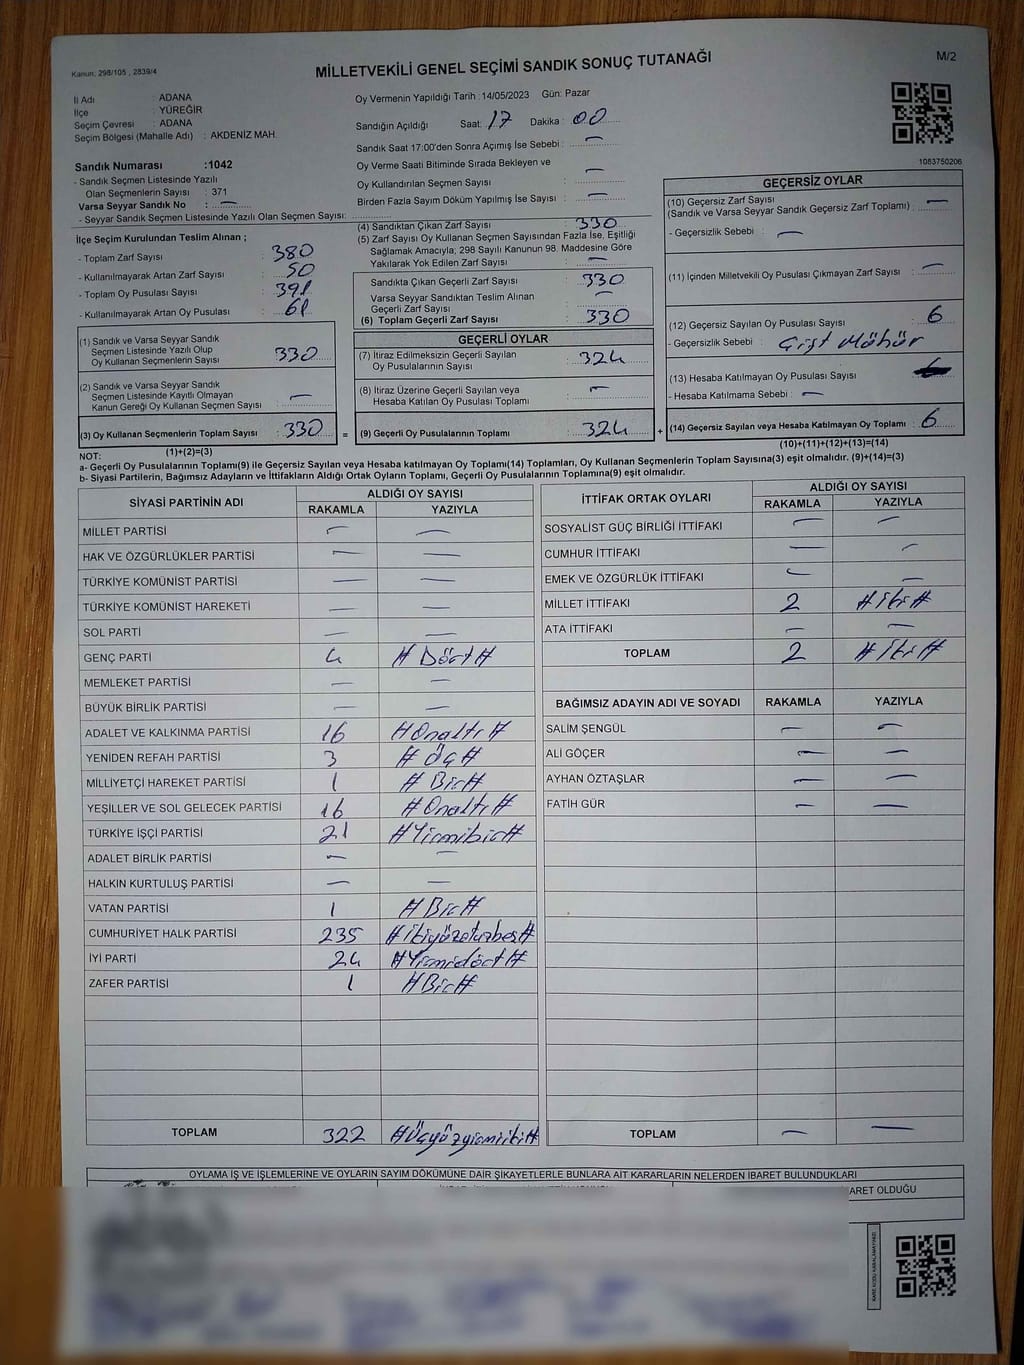 Kanun, 298/105 , 2839/4
MİLLETVEKİLİ GENEL SEÇİMİ SANDIK SONUÇ TUTANAĞI
M/2
İl Adı : ADANA
İlçe : YÜREĞİR
Seçim Çevresi : ADANA
Seçim Bölgesi (Mahalle Adı) : AKDENİZ MAH.
Sandık Numarası :1042
- Sandık Seçmen Listesinde Yazılı
Olan Seçmenlerin Sayısı : 371
Varsa Seyyar Sandık No : —
- Seyyar Sandık Seçmen Listesinde Yazılı Olan Seçmen Sayısı:
Oy Vermenin Yapıldığı Tarih :14/05/2023 Gün: Pazar
Sandığın Açıldığı Saat: 17 Dakika : 00
Sandık Saat 17:00'den Sonra Açımış İse Sebebi : —
Oy Verme Saati Bitiminde Sırada Bekleyen ve
Oy Kullandırılan Seçmen Sayısı : —
Birden Fazla Sayım Döküm Yapılmış İse Sayısı : —
1083750206
İlçe Seçim Kurulundan Teslim Alınan ;
- Toplam Zarf Sayısı : 380
- Kullanılmayarak Artan Zarf Sayısı : 50
- Toplam Oy Pusulası Sayısı : 391
- Kullanılmayarak Artan Oy Pusulası : 61
(4) Sandıktan Çıkan Zarf Sayısı : 330
(5) Zarf Sayısı Oy Kullanan Seçmen Sayısından Fazla İse, Eşitliği
Sağlamak Amacıyla; 298 Sayılı Kanunun 98. Maddesine Göre
Yakılarak Yok Edilen Zarf Sayısı : —
Sandıkta Çıkan Geçerli Zarf Sayısı : 330
Varsa Seyyar Sandıktan Teslim Alınan
Geçerli Zarf Sayısı : —
(6) Toplam Geçerli Zarf Sayısı : 330
GEÇERSİZ OYLAR
(10) Geçersiz Zarf Sayısı
(Sandık ve Varsa Seyyar Sandık Geçersiz Zarf Toplamı) : —
- Geçersizlik Sebebi : —
(11) İçinden Milletvekili Oy Pusulası Çıkmayan Zarf Sayısı : —
(12) Geçersiz Sayılan Oy Pusulası Sayısı : 6
- Geçersizlik Sebebi : Çift Mühür
(13) Hesaba Katılmayan Oy Pusulası Sayısı :
- Hesaba Katılmama Sebebi : —
(14) Geçersiz Sayılan veya Hesaba Katılmayan Oy Toplamı : 6
(10)+(11)+(12)+(13)=(14)
(1) Sandık ve Varsa Seyyar Sandık
Seçmen Listesinde Yazılı Olup
Oy Kullanan Seçmenlerin Sayısı : 330
(2) Sandık ve Varsa Seyyar Sandık
Seçmen Listesinde Kayıtlı Olmayan
Kanun Gereği Oy Kullanan Seçmen Sayısı : —
(3) Oy Kullanan Seçmenlerin Toplam Sayısı : 330 =
(1)+(2)=(3)
GEÇERLİ OYLAR
(7) İtiraz Edilmeksizin Geçerli Sayılan
Oy Pusulalarının Sayısı : 324
(8) İtiraz Üzerine Geçerli Sayılan veya
Hesaba Katılan Oy Pusulası Toplamı : —
(9) Geçerli Oy Pusulalarının Toplamı : 324 +
NOT:
a- Geçerli Oy Pusulalarının Toplamı(9) ile Geçersiz Sayılan veya Hesaba katılmayan Oy Toplamı(14) Toplamları, Oy Kullanan Seçmenlerin Toplam Sayısına(3) eşit olmalıdır. (9)+(14)=(3)
b- Siyasi Partilerin, Bağımsız Adayların ve İttifakların Aldığı Ortak Oyların Toplamı, Geçerli Oy Pusulalarının Toplamına(9) eşit olmalıdır.
SİYASİ PARTİNİN ADI ALDIĞI OY SAYISI
RAKAMLA YAZIYLA
MİLLET PARTİSİ — —
HAK VE ÖZGÜRLÜKLER PARTİSİ — —
TÜRKİYE KOMÜNİST PARTİSİ — —
TÜRKİYE KOMÜNİST HAREKETİ — —
SOL PARTİ — —
GENÇ PARTİ 4 #Dört#
MEMLEKET PARTİSİ — —
BÜYÜK BİRLİK PARTİSİ — —
ADALET VE KALKINMA PARTİSİ 16 #Onaltı#
YENİDEN REFAH PARTİSİ 3 #Üç#
MİLLİYETÇİ HAREKET PARTİSİ 1 #Bir#
YEŞİLLER VE SOL GELECEK PARTİSİ 16 #Onaltı#
TÜRKİYE İŞÇİ PARTİSİ 21 #Yirmibir#
ADALET BİRLİK PARTİSİ — —
HALKIN KURTULUŞ PARTİSİ — —
VATAN PARTİSİ 1 #Bir#
CUMHURİYET HALK PARTİSİ 235 #ikiyüzotuzbeş#
İYİ PARTİ 24 #Yirmidört#
ZAFER PARTİSİ 1 #Bir#
TOPLAM 322 #Üçyüzyirmiiki#
İTTİFAK ORTAK OYLARI ALDIĞI OY SAYISI
RAKAMLA YAZIYLA
SOSYALİST GÜÇ BİRLİĞİ İTTİFAKI — —
CUMHUR İTTİFAKI — —
EMEK VE ÖZGÜRLÜK İTTİFAKI — —
MİLLET İTTİFAKI 2 #iki#
ATA İTTİFAKI — —
TOPLAM 2 #iki#
BAĞIMSIZ ADAYIN ADI VE SOYADI RAKAMLA YAZIYLA
SALİM ŞENGÜL — —
ALİ GÖÇER — —
AYHAN ÖZTAŞLAR — —
FATİH GÜR — —
TOPLAM — —
OYLAMA İŞ VE İŞLEMLERİNE VE OYLARIN SAYIM DÖKÜMÜNE DAİR ŞİKAYETLERLE BUNLARA AİT KARARLARIN NELERDEN İBARET BULUNDUKLARI
ARET OLDUĞU